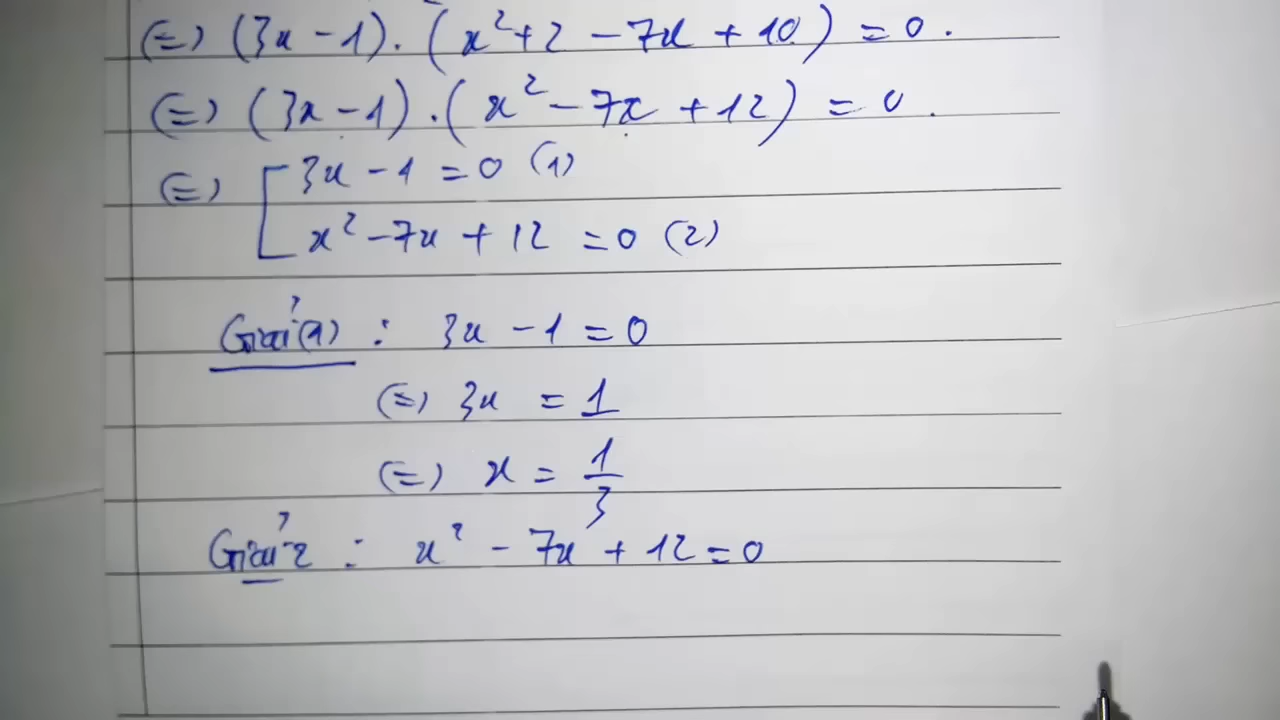 (=) (3x - 1). (x² + 2 - 7x + 10) = 0.
(=) (3x - 1). (x² - 7x + 12) = 0.
(=) [ 3x - 1 = 0 (1)
x² - 7x + 12 = 0 (2)
Giải (1) : 3x - 1 = 0
(=) 3x = 1
(=) x = 1/3
Giải 2 : x² - 7x + 12 = 0